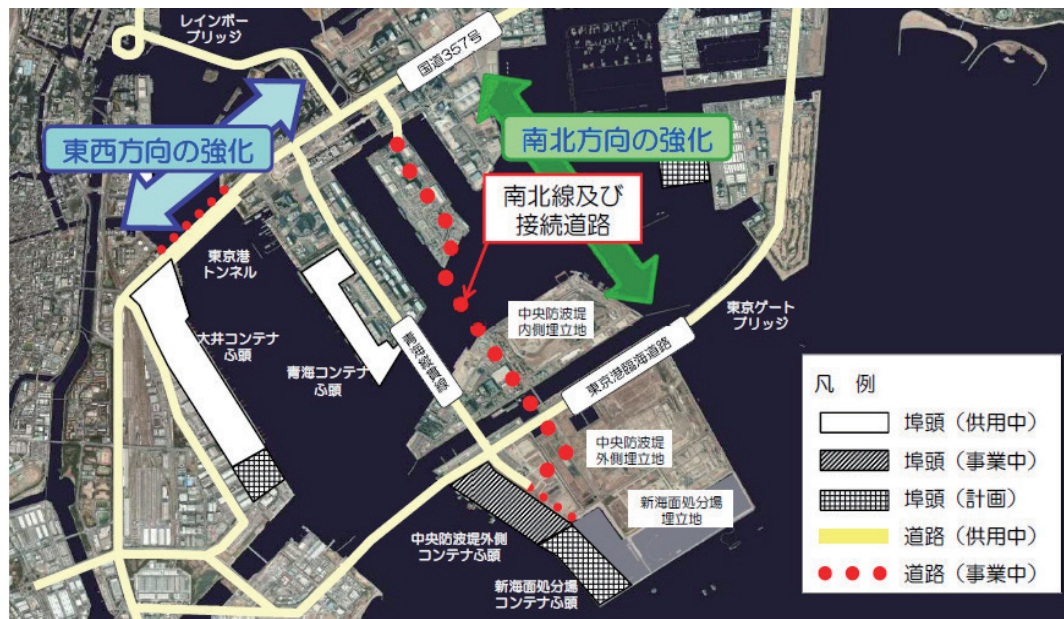 レインボー
ブリッジ
国道357号
東西方向の強化
南北方向の強化
南北線及び
接続道路
東京港
トンネル
大井コンテナ
ふ頭
青海コンテナ
ふ頭
青海縦貫線
中央防波堤
内側埋立地
東京ゲート
ブリッジ
東京港臨海道路
中央防波堤
外側埋立地
新海面処分場
埋立地
中央防波堤外側
コンテナふ頭
新海面処分場
コンテナふ頭
凡 例
埠頭（供用中）
埠頭（事業中）
埠頭（計画）
道路（供用中）
道路（事業中）